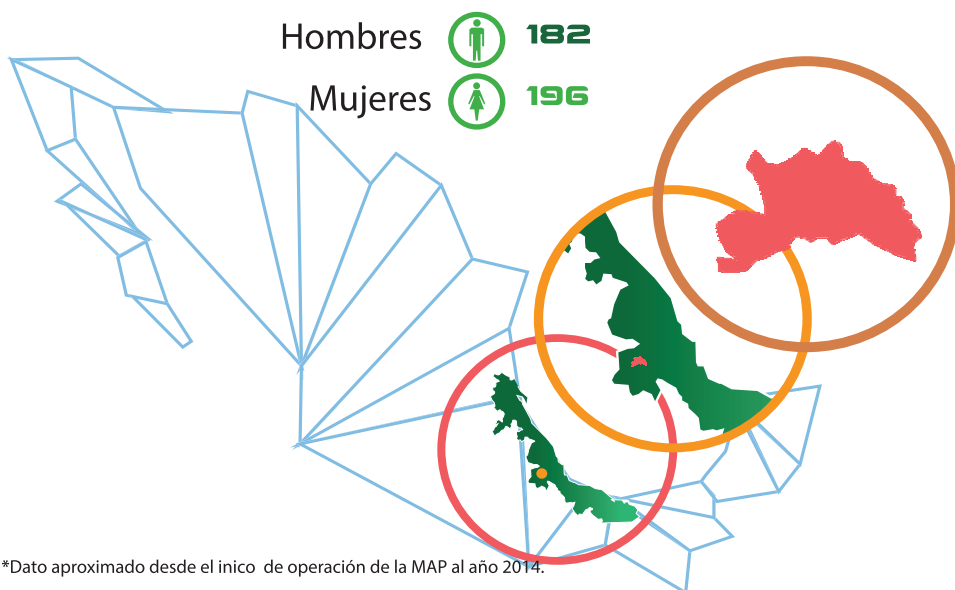 Hombres 182
Mujeres 196
*Dato aproximado desde el inico de operación de la MAP al año 2014.